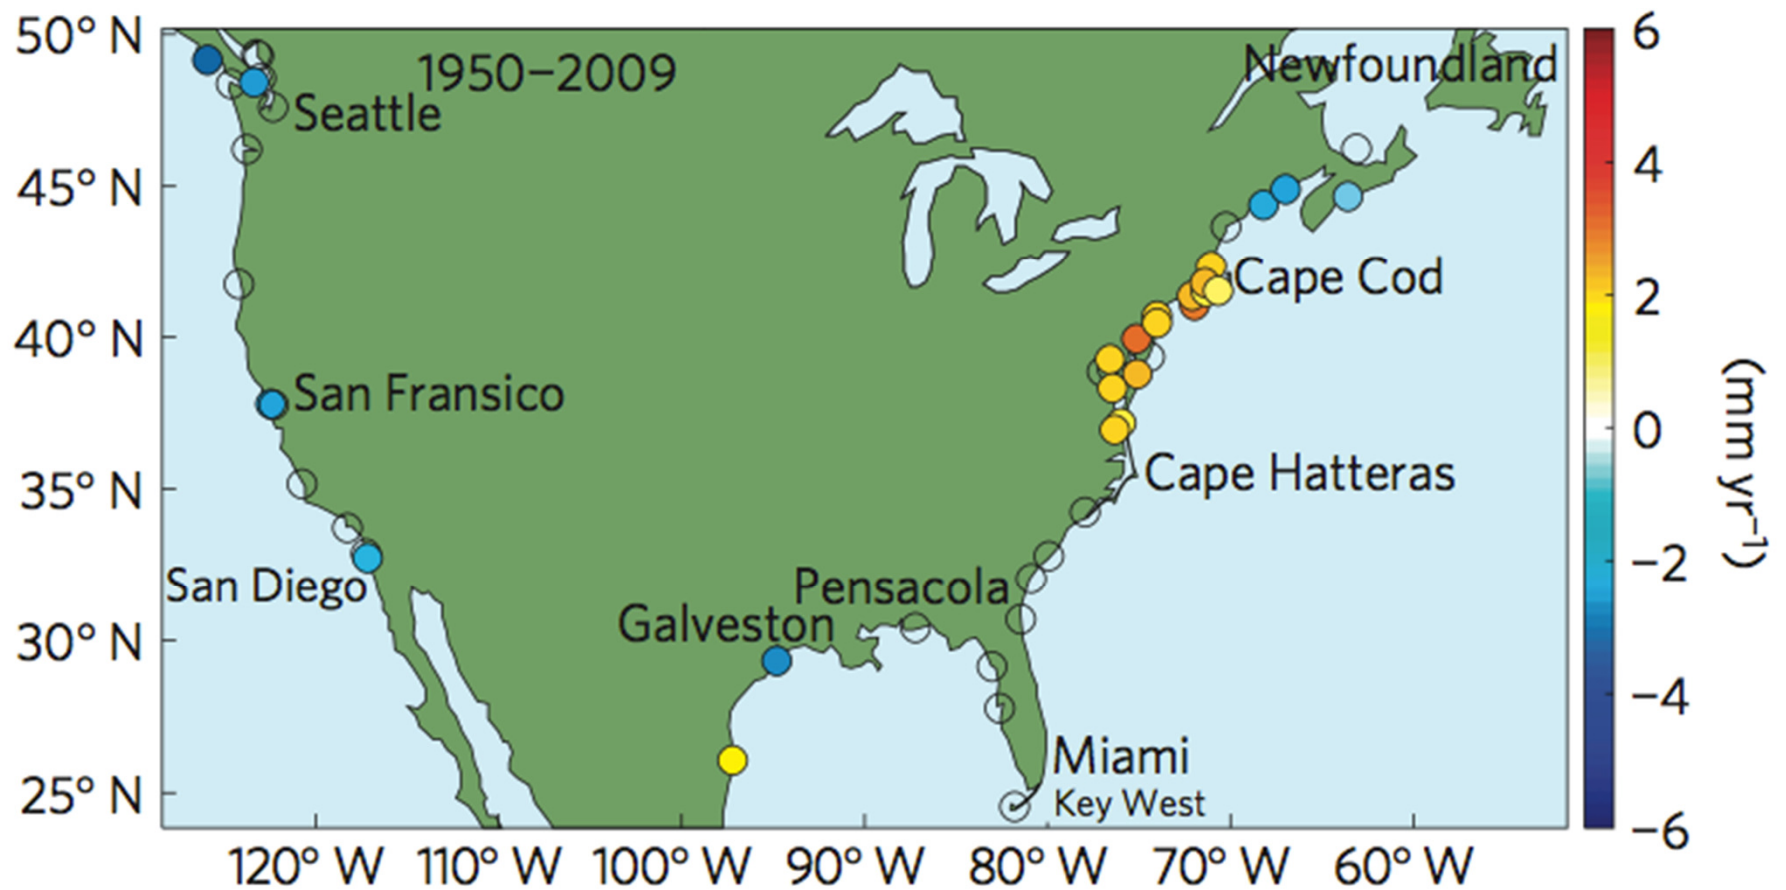 50° N
45° N
40° N
35° N
30° N
25° N
1950–2009
Newfoundland
Seattle
Cape Cod
San Fransico
Cape Hatteras
San Diego
Pensacola
Galveston
Miami
Key West
120° W 110° W 100° W 90° W 80° W 70° W 60° W
6
4
2
0
−2
−4
−6
(mm yr⁻¹)